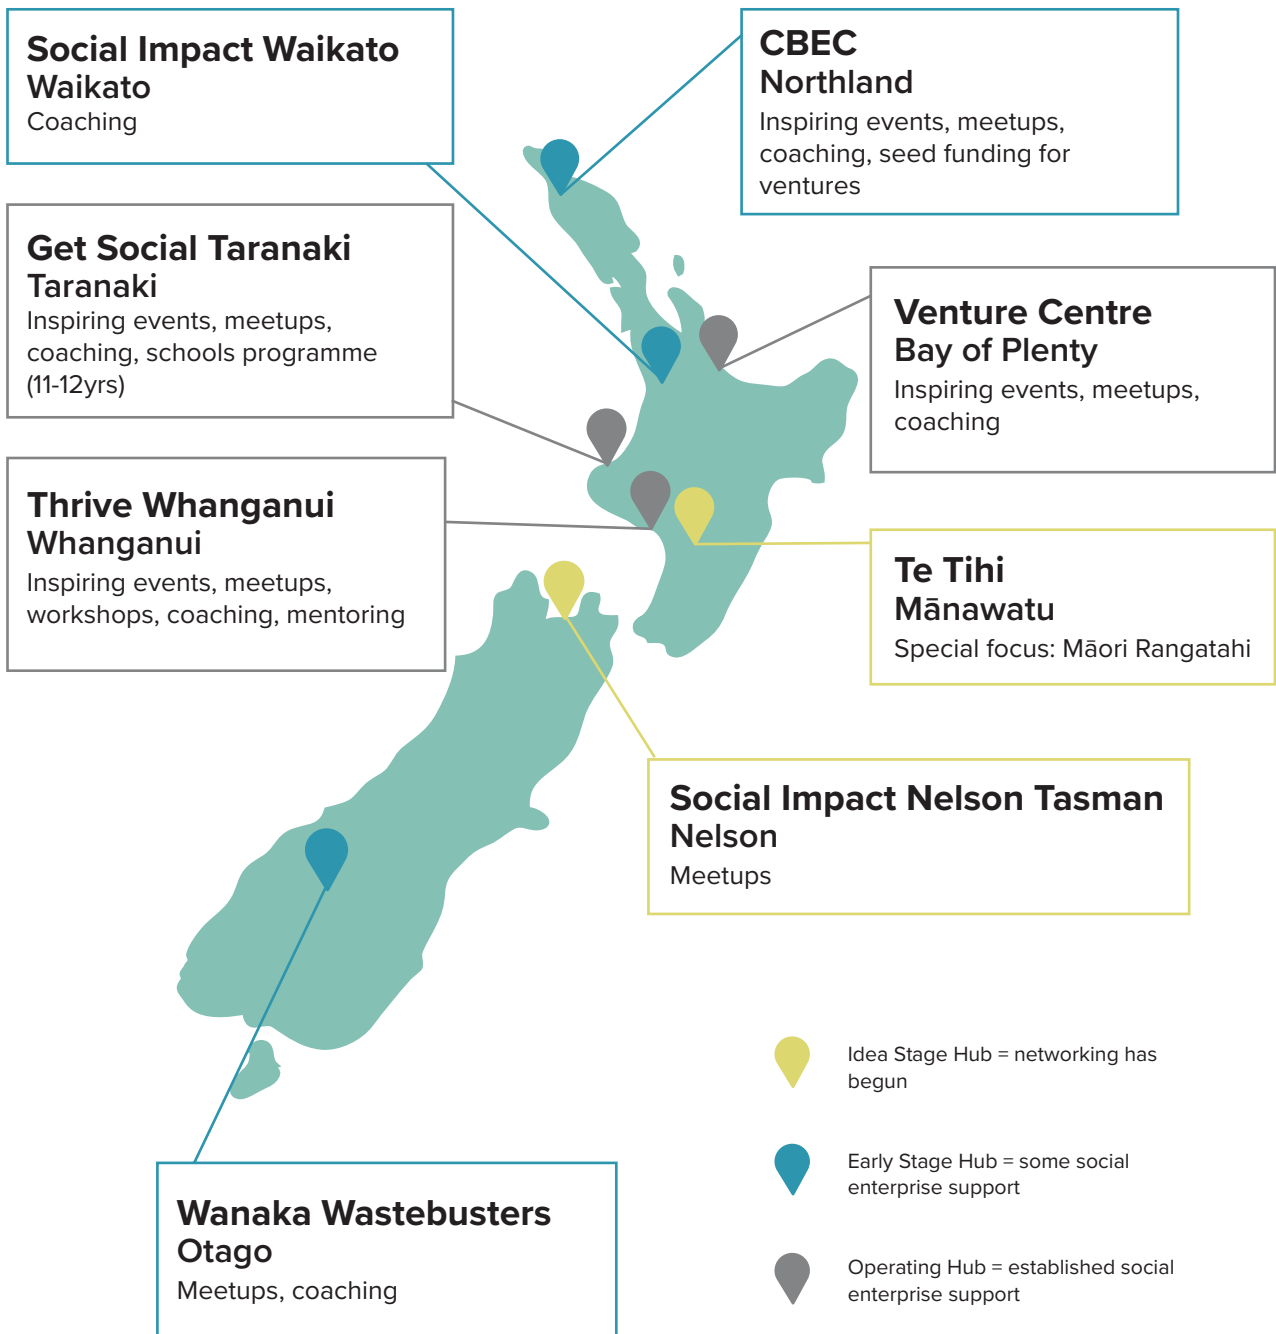 Social Impact Waikato
Waikato
Coaching
CBEC
Northland
Inspiring events, meetups,
coaching, seed funding for
ventures
Get Social Taranaki
Taranaki
Inspiring events, meetups,
coaching, schools programme
(11-12yrs)
Venture Centre
Bay of Plenty
Inspiring events, meetups,
coaching
Thrive Whanganui
Whanganui
Inspiring events, meetups,
workshops, coaching, mentoring
Te Tihi
Mānawatu
Special focus: Māori Rangatahi
Social Impact Nelson Tasman
Nelson
Meetups
Wanaka Wastebusters
Otago
Meetups, coaching
Idea Stage Hub = networking has
begun
Early Stage Hub = some social
enterprise support
Operating Hub = established social
enterprise support